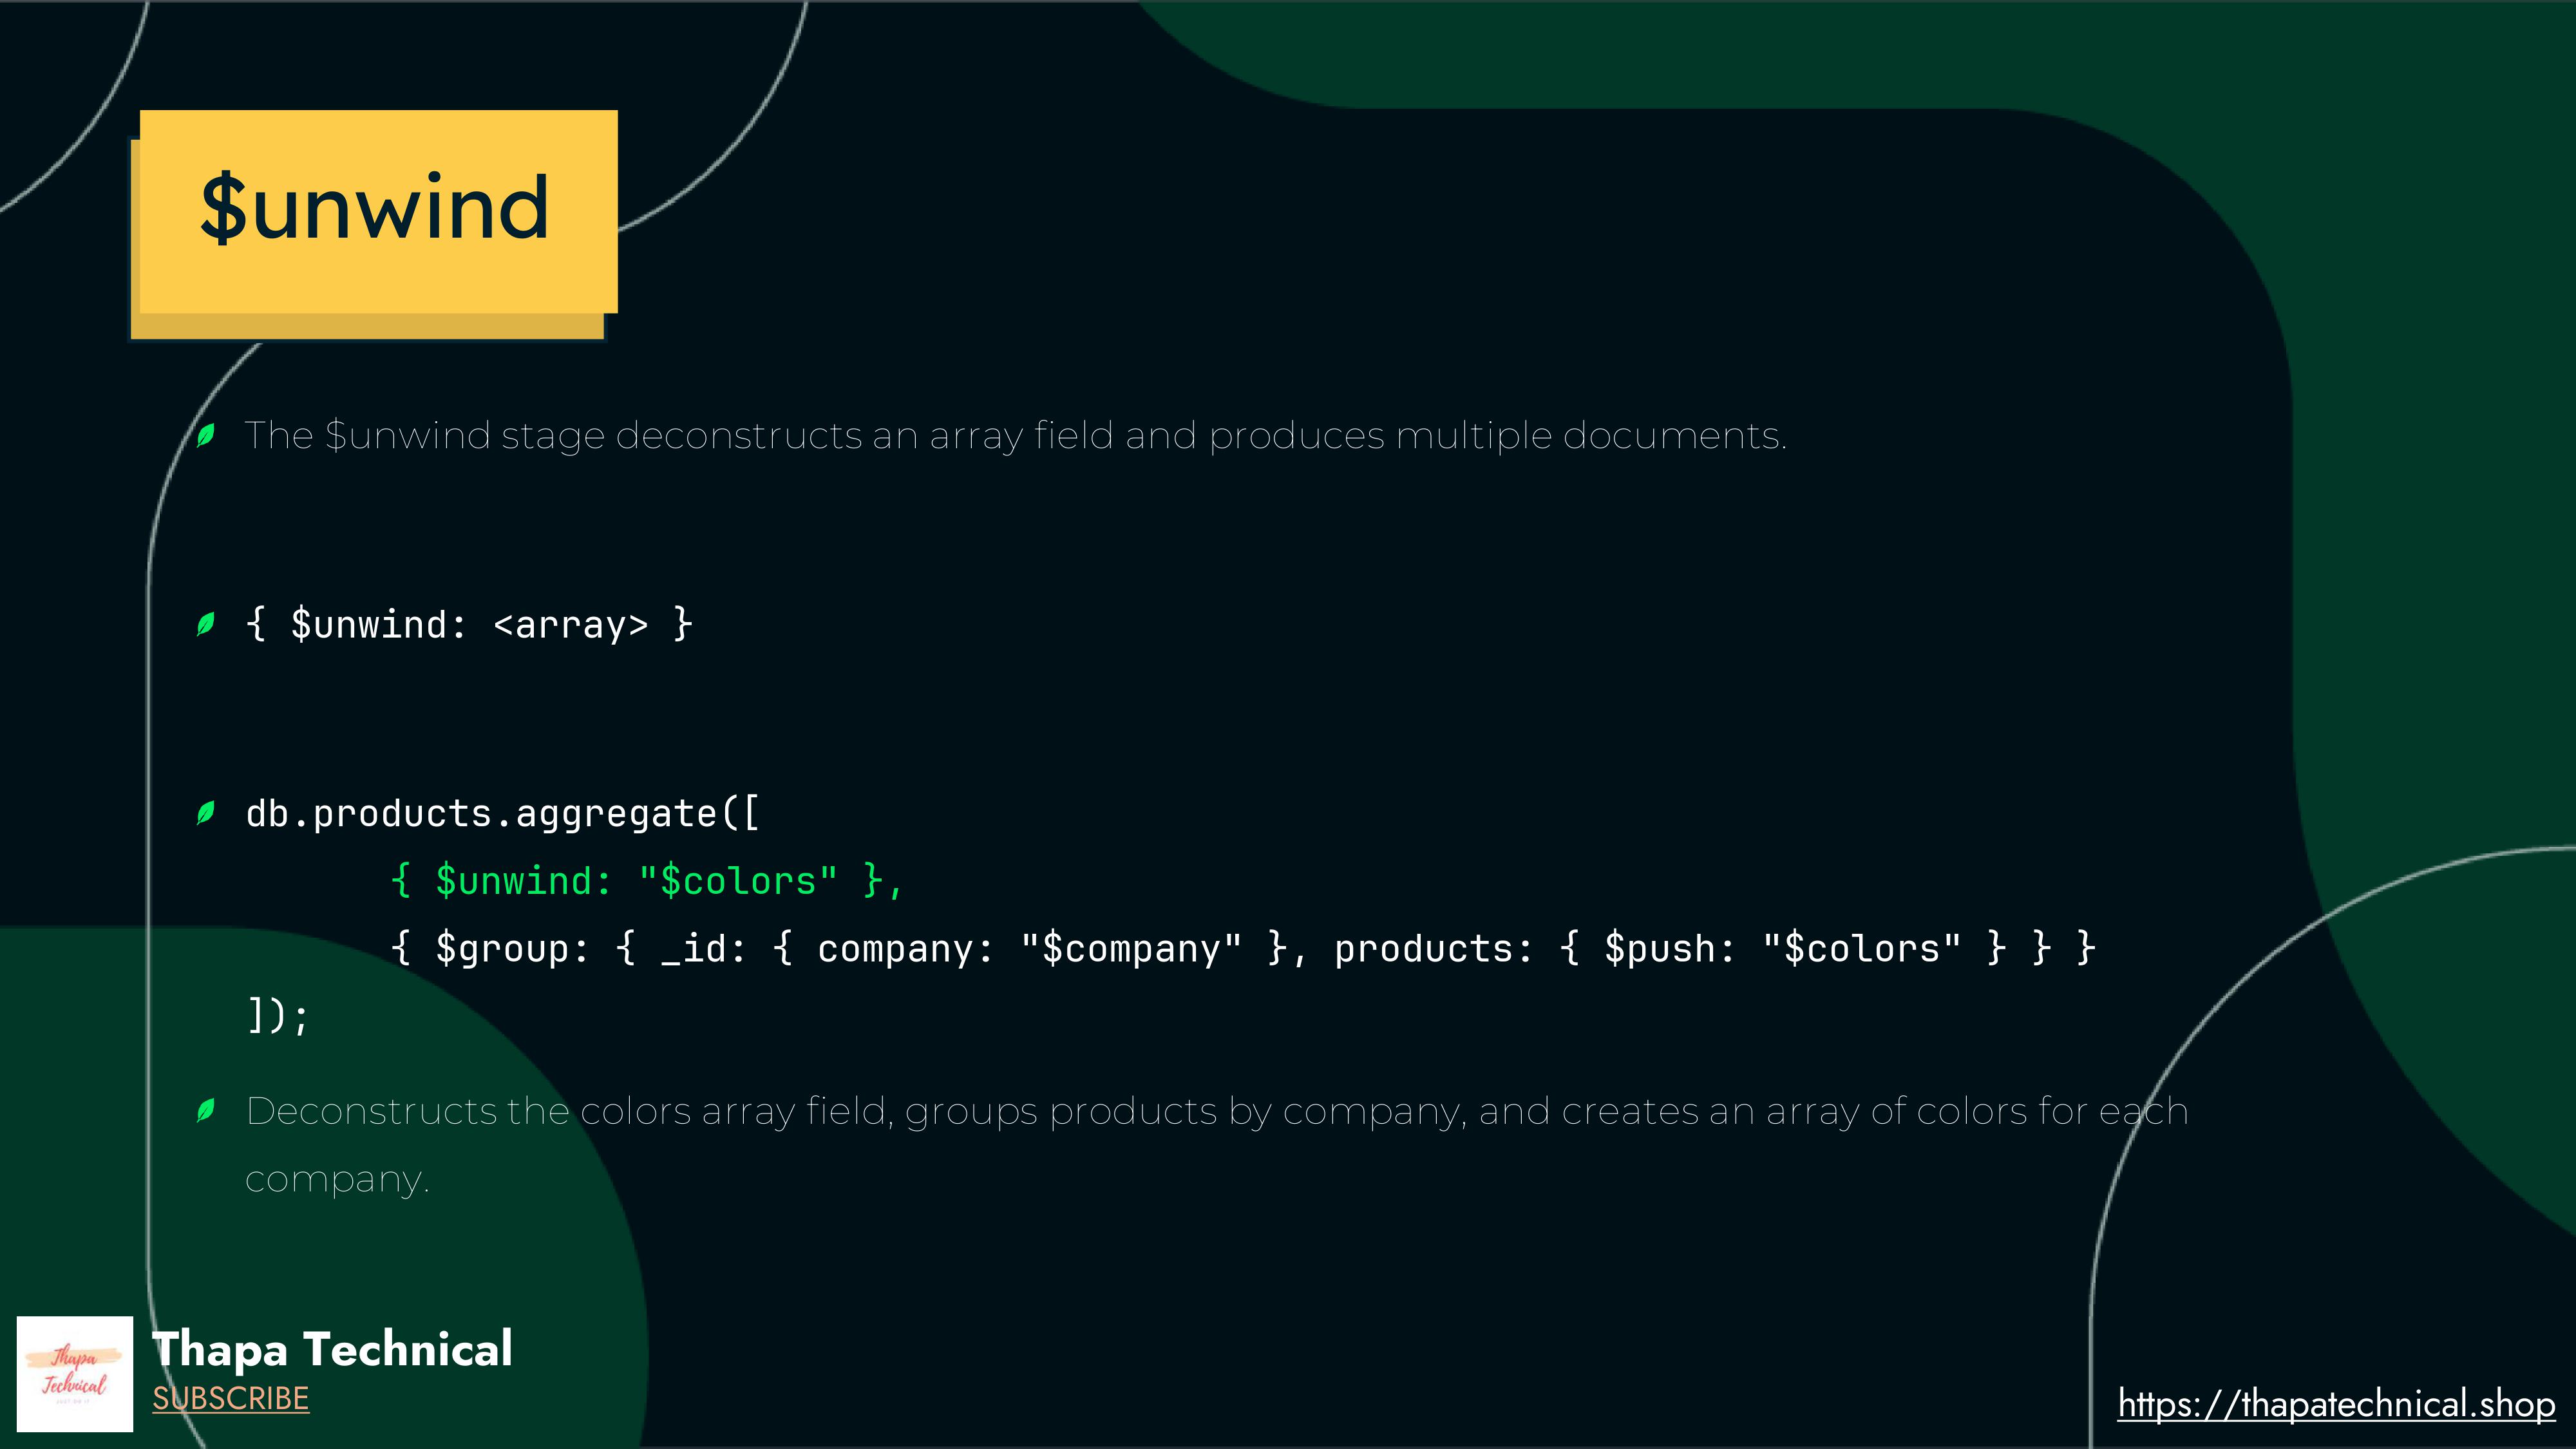 $unwind
The $unwind stage deconstructs an array field and produces multiple documents.
{ $unwind: <array> }
db.products.aggregate([
{ $unwind: "$colors" },
{ $group: { _id: { company: "$company" }, products: { $push: "$colors" } } }
]);
Deconstructs the colors array field, groups products by company, and creates an array of colors for each
company.
Thapa
Technical
Thapa Technical
SUBSCRIBE
https://thapatechnical.shop